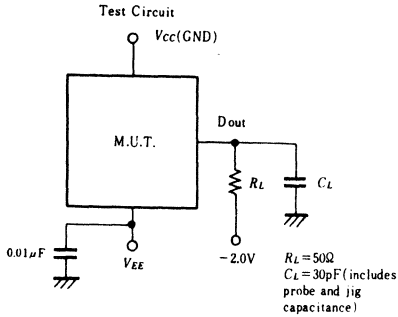 Test Circuit
Vcc(GND)
M.U.T.
Dout
RL
CL
0.01μF
VEE
−2.0V
RL=50Ω
CL=30pF(includes
probe and jig
capacitance)